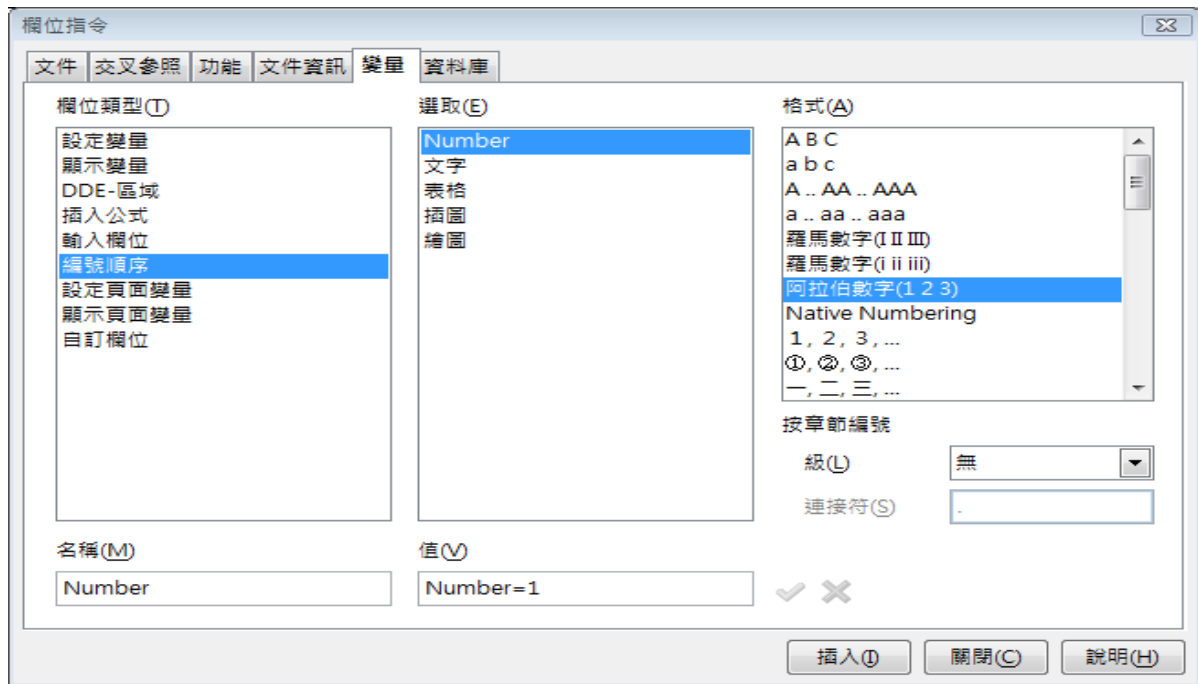 欄位指令
文件 交叉參照 功能 文件資訊 變量 資料庫
欄位類型(T)
設定變量
顯示變量
DDE-區域
插入公式
輸入欄位
編號順序
設定頁面變量
顯示頁面變量
自訂欄位
選取(E)
Number
文字
表格
插圖
繪圖
格式(A)
A B C
a b c
A .. AA .. AAA
a .. aa .. aaa
羅馬數字(I II III)
羅馬數字(i ii iii)
阿拉伯數字(1 2 3)
Native Numbering
1, 2, 3, ...
①, ②, ③, ...
一, 二, 三, ...
按章節編號
級(L) 無
連接符(S) .
名稱(M)
Number
值(V)
Number=1
插入(I) 關閉(C) 說明(H)